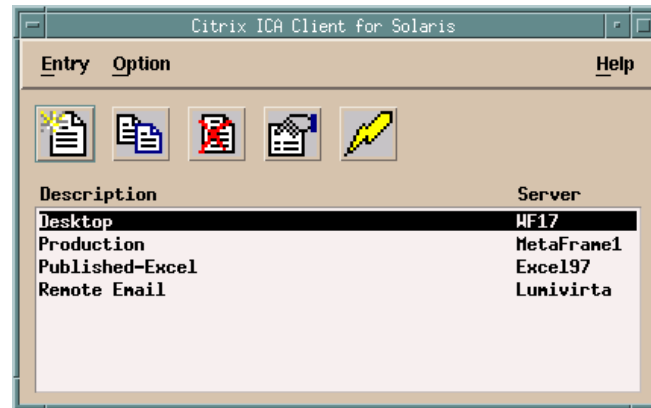 Citrix ICA Client for Solaris
Entry Option Help
Description Server
Desktop WF17
Production MetaFrame1
Published-Excel Excel97
Remote Email Lumivirta